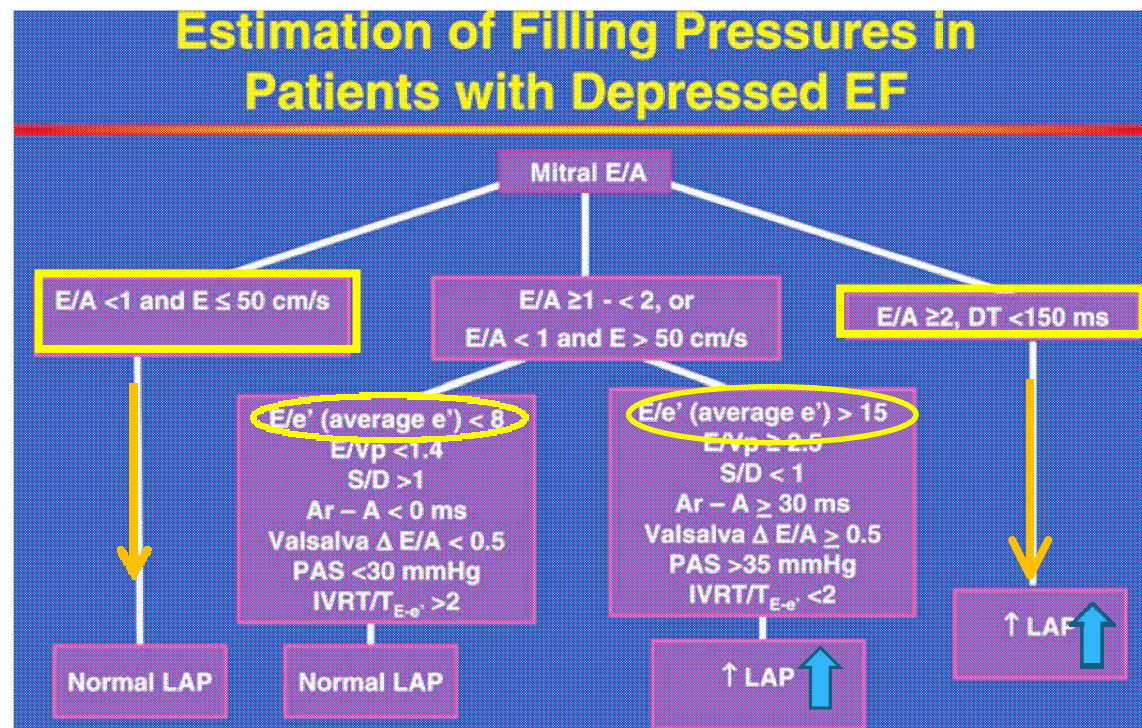 Estimation of Filling Pressures in
Patients with Depressed EF
Mitral E/A
E/A <1 and E ≤ 50 cm/s
E/A ≥1 - < 2, or
E/A < 1 and E > 50 cm/s
E/A ≥2, DT <150 ms
E/e’ (average e’) < 8
E/Vp <1.4
S/D >1
Ar – A < 0 ms
Valsalva Δ E/A < 0.5
PAS <30 mmHg
IVRT/TE-e’ >2
E/e’ (average e’) > 15
E/Vp ≥ 2.5
S/D < 1
Ar – A ≥ 30 ms
Valsalva Δ E/A ≥ 0.5
PAS >35 mmHg
IVRT/TE-e’ <2
Normal LAP
Normal LAP
↑ LAP
↑ LAP